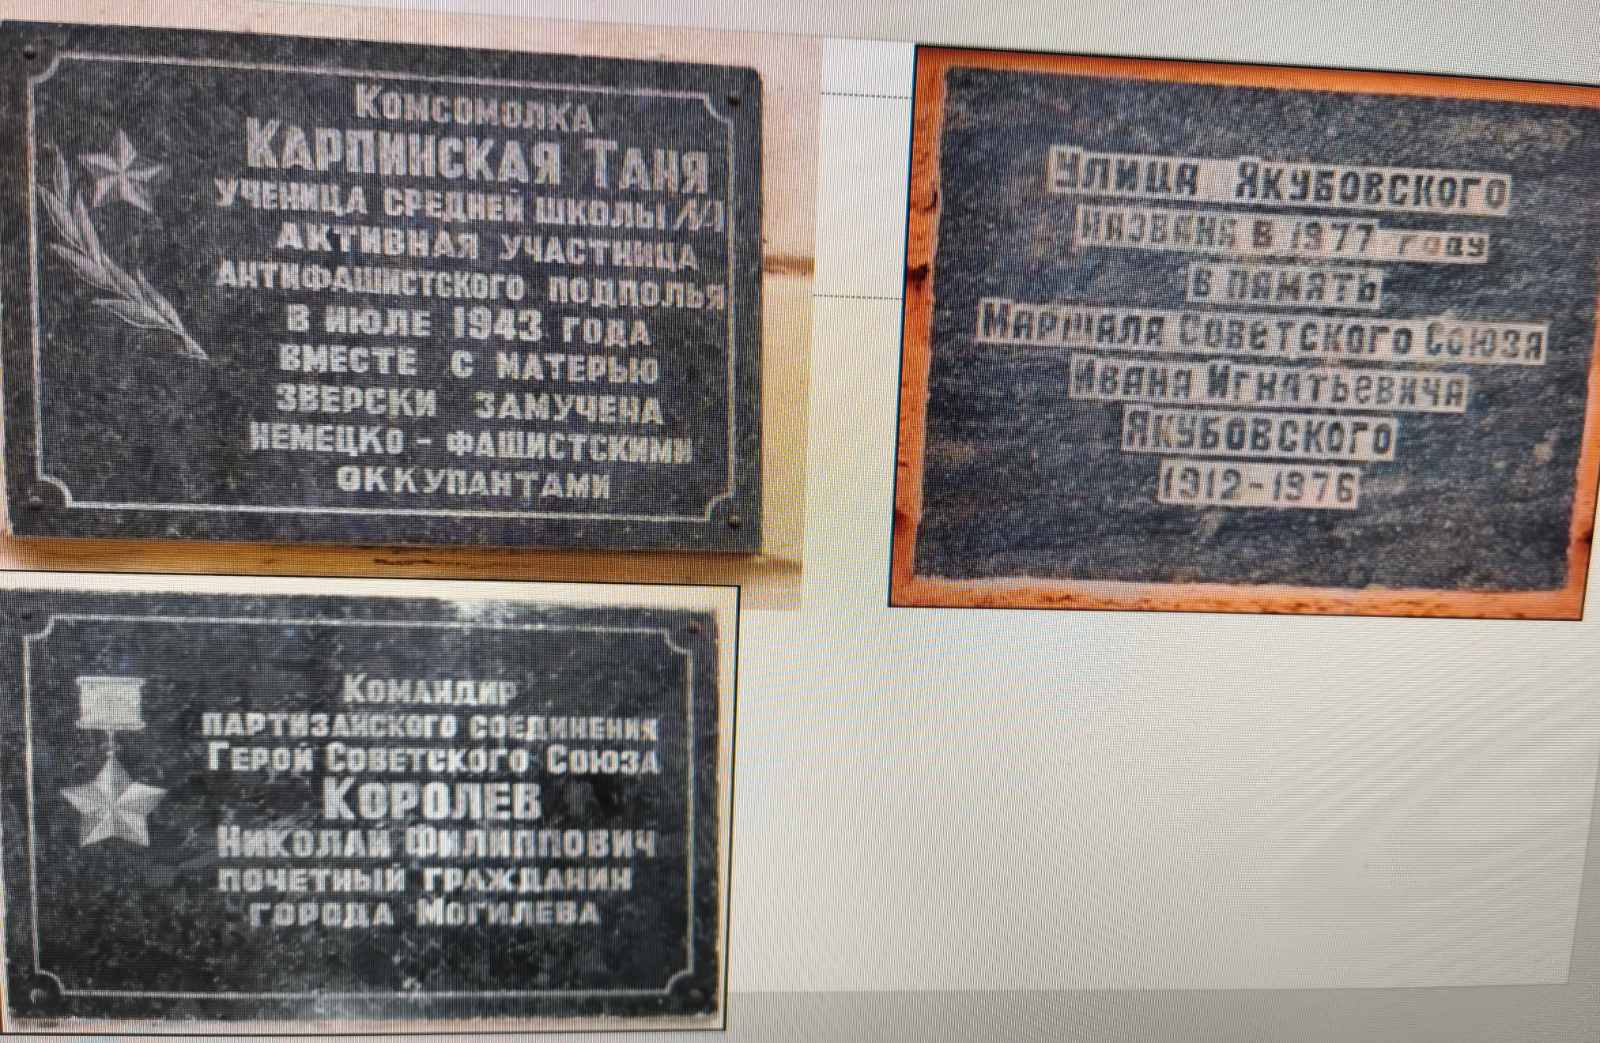 Комсомолка
Карпинская Таня
ученица средней школы №1
активная участница
антифашистского подполья
в июле 1943 года
вместе с матерью
зверски замучена
немецко - фашистскими
оккупантами
Улица Якубовского
названа в 1977 году
в память
Маршала Советского Союза
Ивана Игнатьевича
Якубовского
1912-1976
Командир
партизанского соединения
Герой Советского Союза
Королев
Николай Филиппович
почетный гражданин
города Могилева